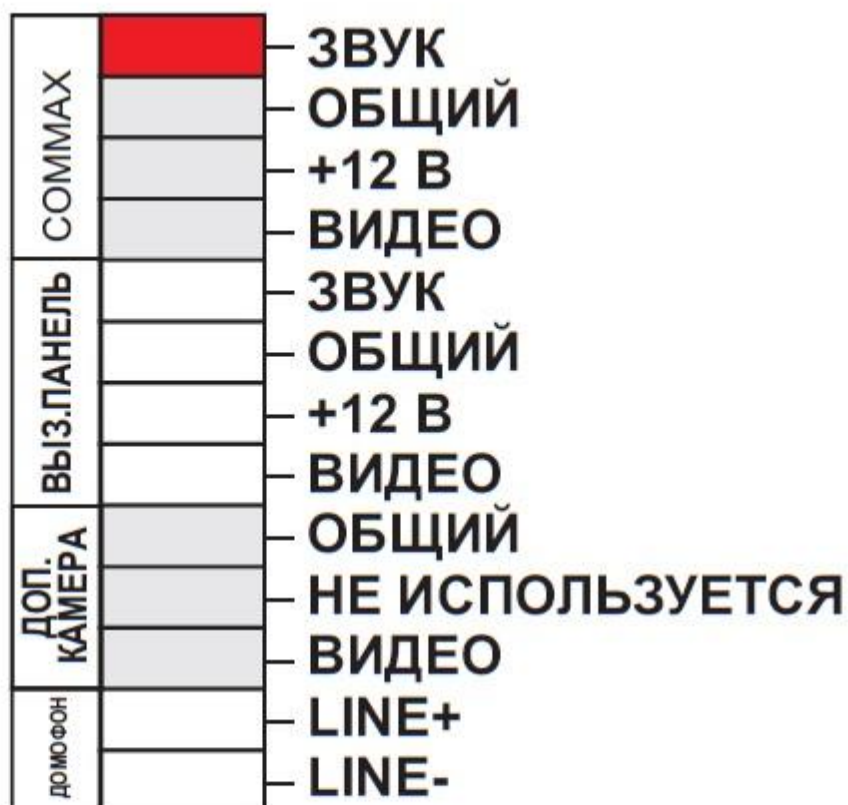 COMMAX
ЗВУК
ОБЩИЙ
+12 В
ВИДЕО
ВЫЗ.ПАНЕЛЬ
ЗВУК
ОБЩИЙ
+12 В
ВИДЕО
ДОП.
КАМЕРА
ОБЩИЙ
НЕ ИСПОЛЬЗУЕТСЯ
ВИДЕО
ДОМОФОН
LINE+
LINE-